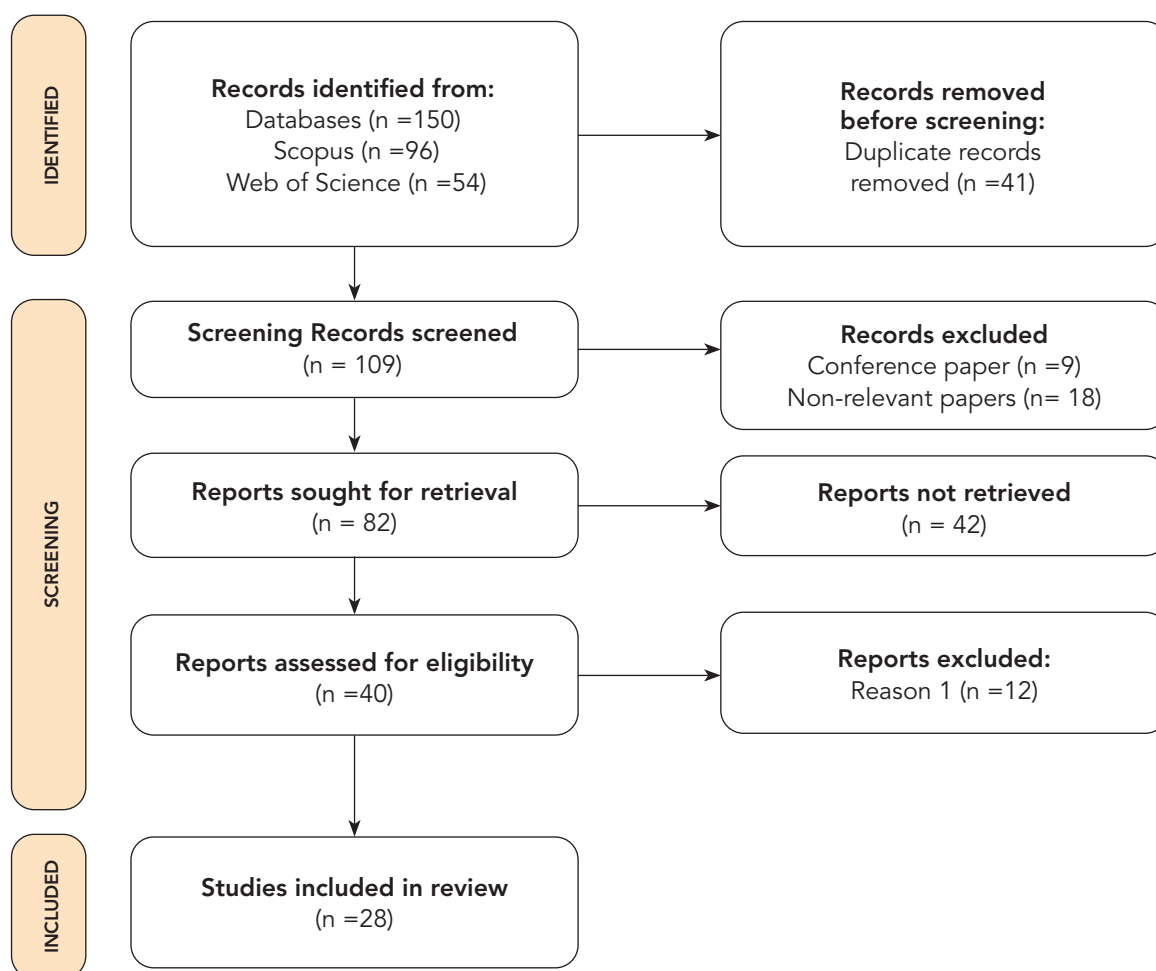 IDENTIFIED
Records identified from:
Databases (n =150)
Scopus (n =96)
Web of Science (n =54)
Records removed
before screening:
Duplicate records
removed (n =41)
SCREENING
Screening Records screened
(n = 109)
Records excluded
Conference paper (n =9)
Non-relevant papers (n= 18)
Reports sought for retrieval
(n = 82)
Reports not retrieved
(n = 42)
Reports assessed for eligibility
(n =40)
Reports excluded:
Reason 1 (n =12)
INCLUDED
Studies included in review
(n =28)